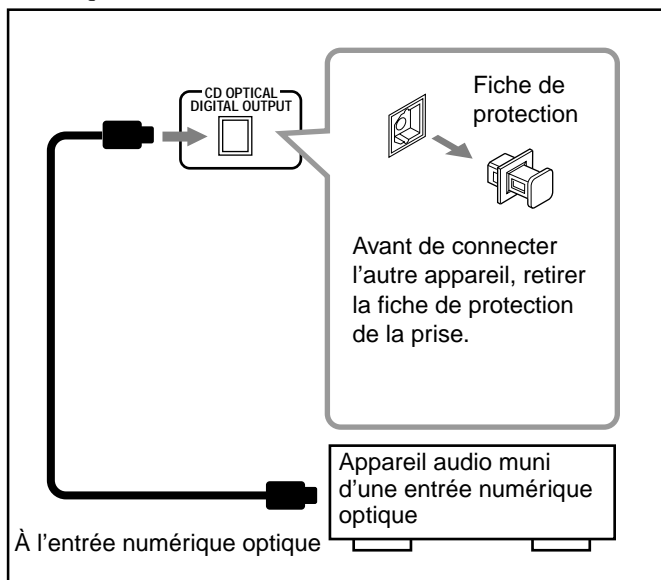 CD OPTICAL
DIGITAL OUTPUT
Fiche de
protection
Avant de connecter
l'autre appareil, retirer
la fiche de protection
de la prise.
Appareil audio muni
d'une entrée numérique
optique
À l'entrée numérique optique